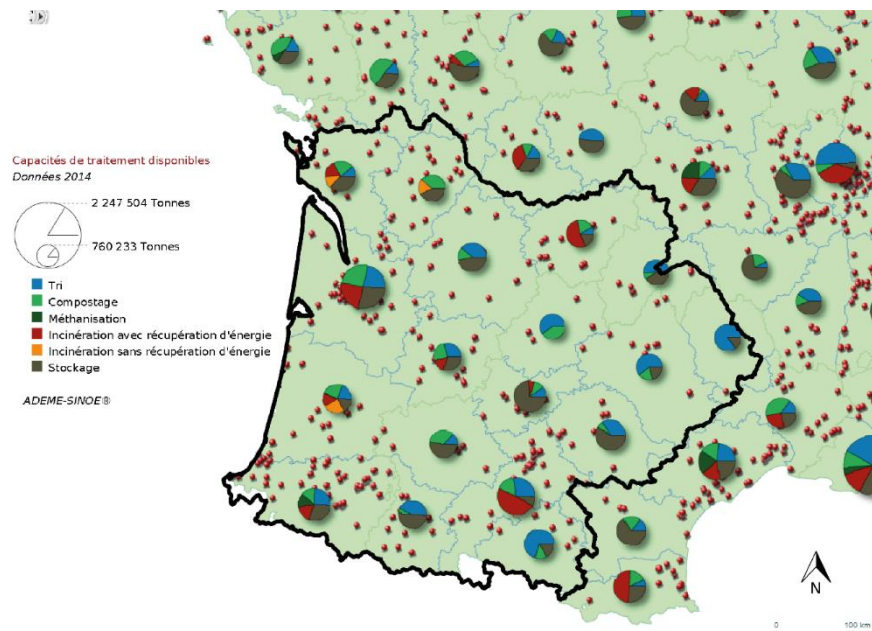 Capacités de traitement disponibles
Données 2014
2 247 504 Tonnes
760 233 Tonnes
Tri
Compostage
Méthanisation
Incinération avec récupération d'énergie
Incinération sans récupération d'énergie
Stockage
ADEME-SINOE®
N
0 100 km